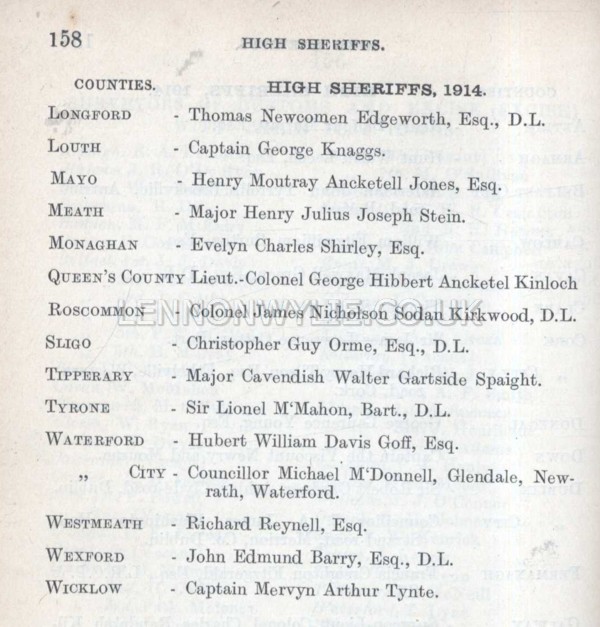 158 HIGH SHERIFFS.
COUNTIES. HIGH SHERIFFS, 1914.
LONGFORD - Thomas Newcomen Edgeworth, Esq., D.L.
LOUTH - Captain George Knaggs.
MAYO - Henry Moutray Ancketell Jones, Esq.
MEATH - Major Henry Julius Joseph Stein.
MONAGHAN - Evelyn Charles Shirley, Esq.
QUEEN'S COUNTY Lieut.-Colonel George Hibbert Ancketel Kinloch
ROSCOMMON - Colonel James Nicholson Sodan Kirkwood, D.L.
LENNONWYLIE.CO.UK
SLIGO - Christopher Guy Orme, Esq., D.L.
TIPPERARY - Major Cavendish Walter Gartside Spaight.
TYRONE - Sir Lionel M‘Mahon, Bart., D.L.
WATERFORD - Hubert William Davis Goff, Esq.
„ CITY - Councillor Michael M‘Donnell, Glendale, New-
rath, Waterford.
WESTMEATH - Richard Reynell, Esq.
WEXFORD - John Edmund Barry, Esq., D.L.
WICKLOW - Captain Mervyn Arthur Tynte.